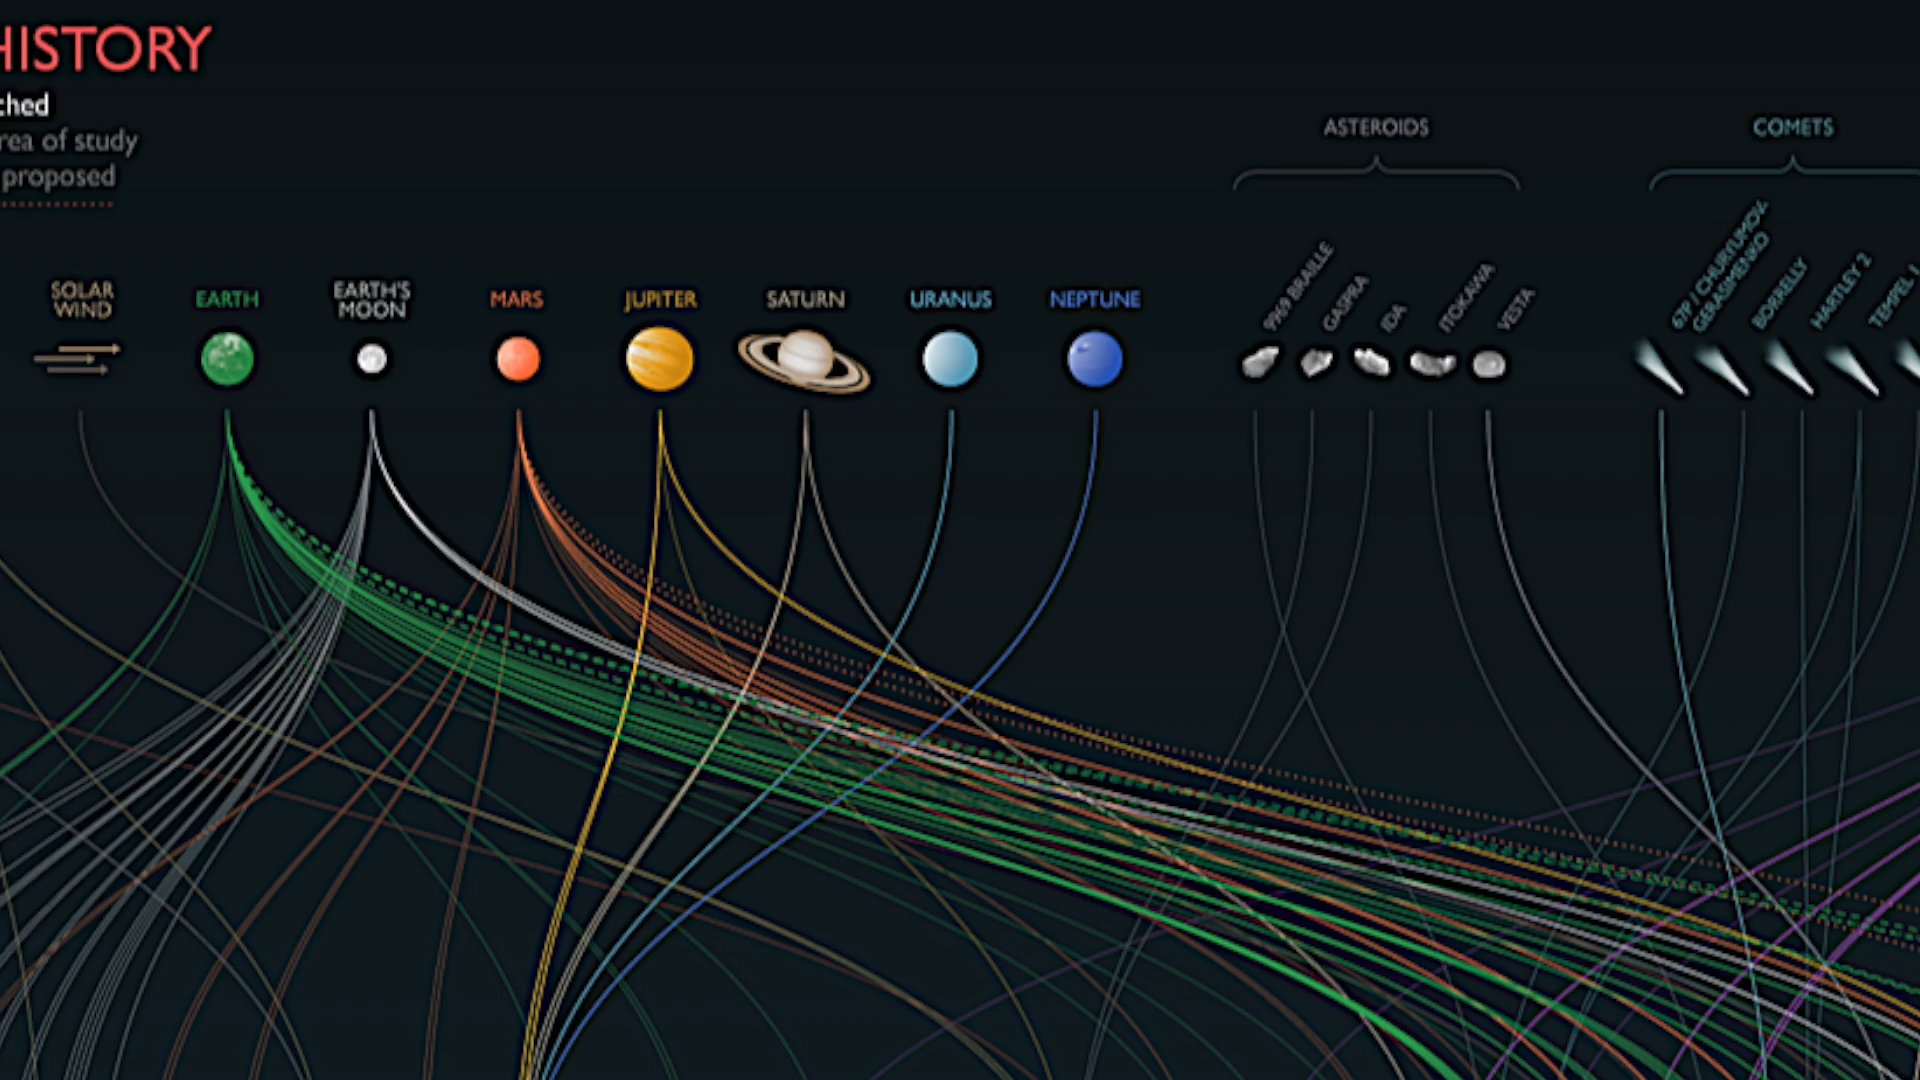 HISTORY
ched
rea of study
proposed
ASTEROIDS
COMETS
SOLAR
WIND
EARTH
EARTH'S
MOON
MARS
JUPITER
SATURN
URANUS
NEPTUNE
9969 BRAILLE
GASPRA
IDA
ITOKAWA
VESTA
67P / CHURYUMOV-
GERASIMENKO
BORRELLY
HARTLEY 2
TEMPEL 1